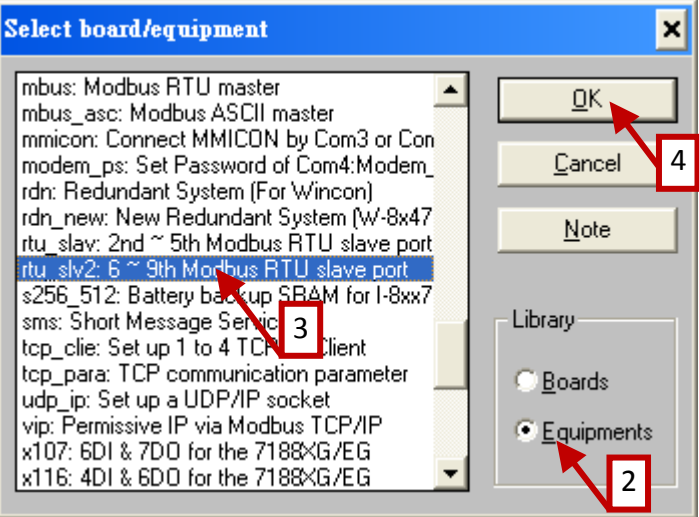 Select board/equipment
mbus: Modbus RTU master
mbus_asc: Modbus ASCII master
mmicon: Connect MMICON by Com3 or Con
modem_ps: Set Password of Com4:Modem_
rdn: Redundant System (For Wincon)
rdn_new: New Redundant System (W-8x47
rtu_slav: 2nd ~ 5th Modbus RTU slave port
rtu_slv2: 6 ~ 9th Modbus RTU slave port
s256_512: Battery backup SRAM for I-8xx7
sms: Short Message Servic
tcp_clie: Set up 1 to 4 TCP Client
tcp_para: TCP communication parameter
udp_ip: Set up a UDP/IP socket
vip: Permissive IP via Modbus TCP/IP
x107: 6DI & 7DO for the 7188XG/EG
x116: 4DI & 6DO for the 7188XG/EG
3
OK
4
Cancel
Note
Library
Boards
Equipments
2